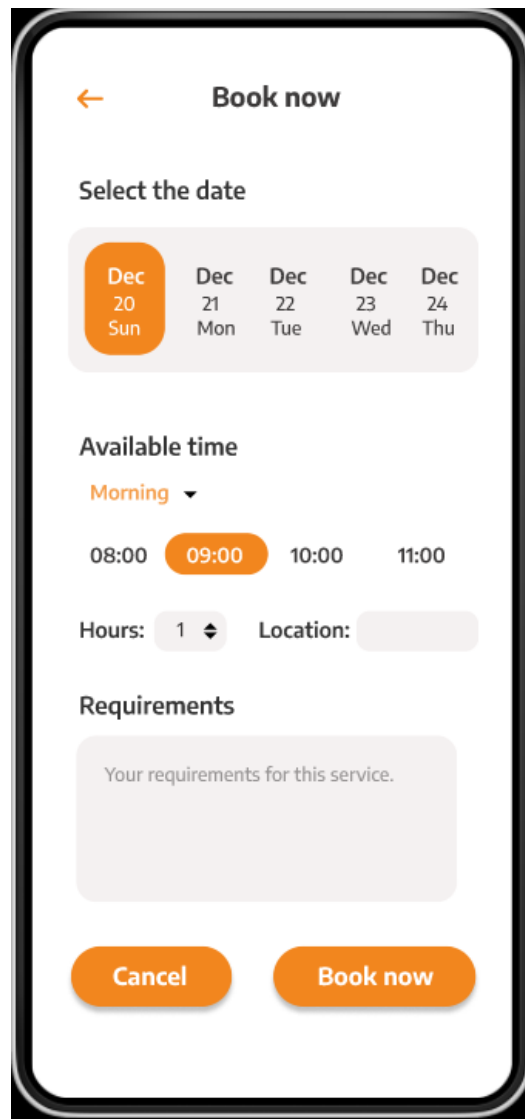 Book now
Select the date
Dec Dec Dec Dec Dec
20 21 22 23 24
Sun Mon Tue Wed Thu
Available time
Morning
08:00 09:00 10:00 11:00
Hours: 1 Location:
Requirements
Your requirements for this service.
Cancel Book now